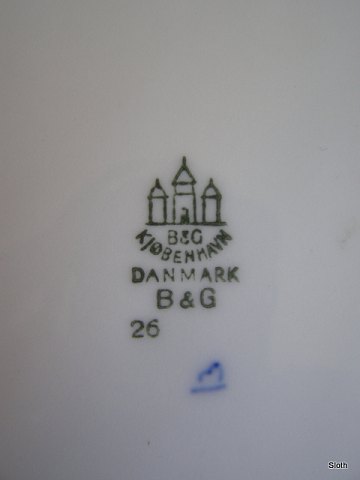 B&G
KJØBENHAVN
DANMARK
B & G
26
Sloth